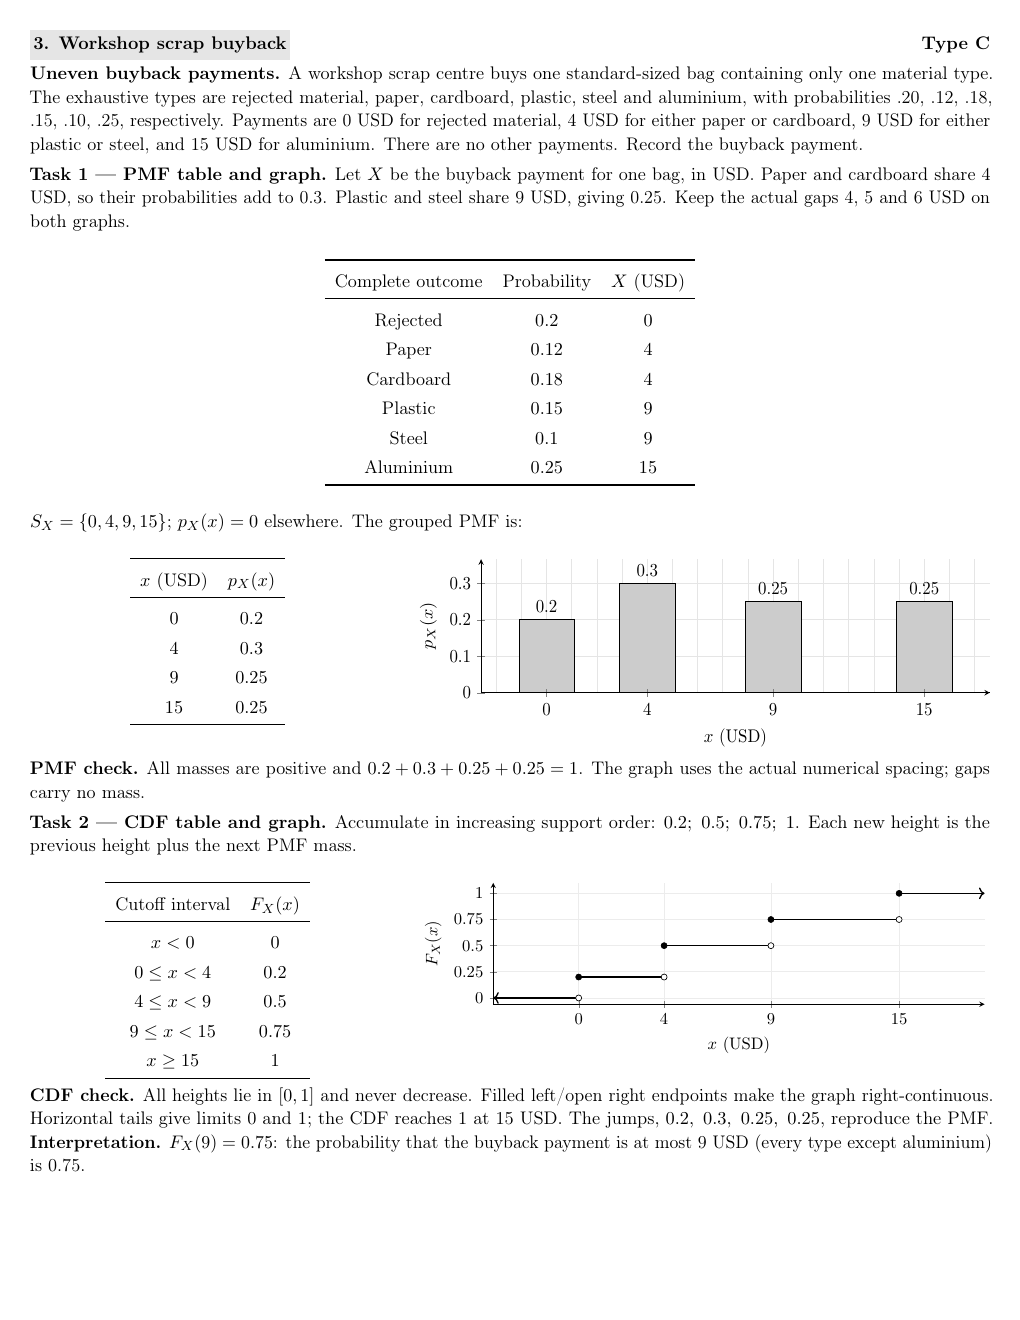 3. Workshop scrap buyback Type C
Uneven buyback payments. A workshop scrap centre buys one standard-sized bag containing only one material type.
The exhaustive types are rejected material, paper, cardboard, plastic, steel and aluminium, with probabilities .20, .12, .18,
.15, .10, .25, respectively. Payments are 0 USD for rejected material, 4 USD for either paper or cardboard, 9 USD for either
plastic or steel, and 15 USD for aluminium. There are no other payments. Record the buyback payment.
Task 1 — PMF table and graph. Let X be the buyback payment for one bag, in USD. Paper and cardboard share 4
USD, so their probabilities add to 0.3. Plastic and steel share 9 USD, giving 0.25. Keep the actual gaps 4, 5 and 6 USD on
both graphs.
Complete outcome Probability X (USD)
Rejected 0.2 0
Paper 0.12 4
Cardboard 0.18 4
Plastic 0.15 9
Steel 0.1 9
Aluminium 0.25 15
S_X = {0, 4, 9, 15}; p_X(x) = 0 elsewhere. The grouped PMF is:
x (USD) p_X(x)
0 0.2
4 0.3
9 0.25
15 0.25
p_X(x)
0.3
0.2
0.1
0
0.2
0.3
0.25
0.25
0 4 9 15
x (USD)
PMF check. All masses are positive and 0.2 + 0.3 + 0.25 + 0.25 = 1. The graph uses the actual numerical spacing; gaps
carry no mass.
Task 2 — CDF table and graph. Accumulate in increasing support order: 0.2; 0.5; 0.75; 1. Each new height is the
previous height plus the next PMF mass.
Cutoff interval F_X(x)
x < 0 0
0 ≤ x < 4 0.2
4 ≤ x < 9 0.5
9 ≤ x < 15 0.75
x ≥ 15 1
F_X(x)
1
0.75
0.5
0.25
0
0 4 9 15
x (USD)
CDF check. All heights lie in [0, 1] and never decrease. Filled left/open right endpoints make the graph right-continuous.
Horizontal tails give limits 0 and 1; the CDF reaches 1 at 15 USD. The jumps, 0.2, 0.3, 0.25, 0.25, reproduce the PMF.
Interpretation. F_X(9) = 0.75: the probability that the buyback payment is at most 9 USD (every type except aluminium)
is 0.75.